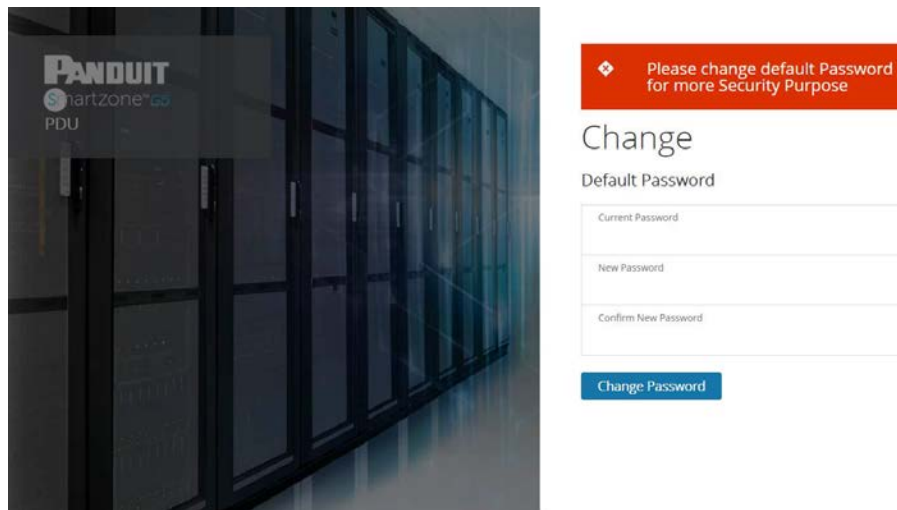 PANDUIT
Smartzone™ G5
PDU
Please change default Password
for more Security Purpose
Change
Default Password
Current Password
New Password
Confirm New Password
Change Password